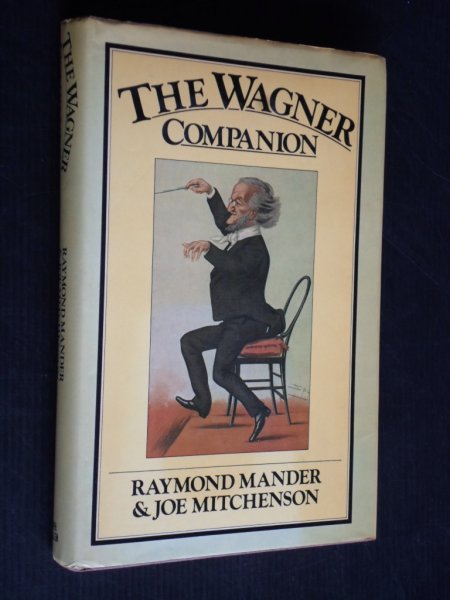 THE WAGNER
COMPANION
RAYMOND MANDER
& JOE MITCHENSON
THE WAGNER
RAYMOND MANDER